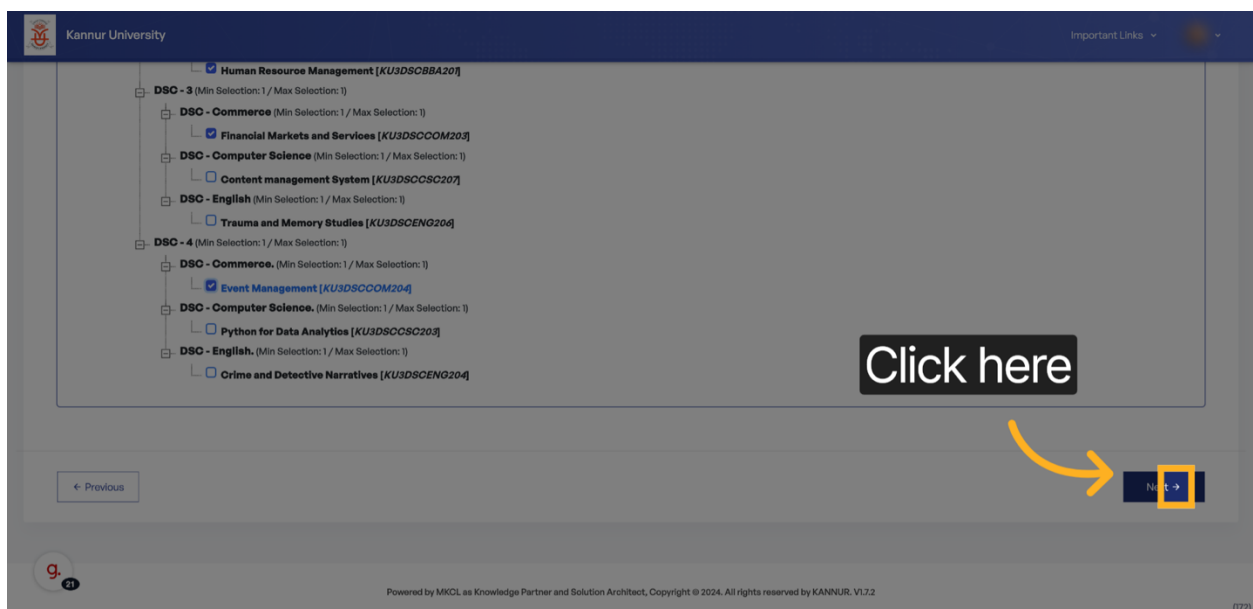 Kannur University
Important Links
Human Resource Management [KU3DSCBBA201]
DSC - 3 (Min Selection: 1 / Max Selection: 1)
DSC - Commerce (Min Selection: 1 / Max Selection: 1)
Financial Markets and Services [KU3DSCCOM203]
DSC - Computer Science (Min Selection: 1 / Max Selection: 1)
Content management System [KU3DSCCSC207]
DSC - English (Min Selection: 1 / Max Selection: 1)
Trauma and Memory Studies [KU3DSCENG206]
DSC - 4 (Min Selection: 1 / Max Selection: 1)
DSC - Commerce. (Min Selection: 1 / Max Selection: 1)
Event Management [KU3DSCCOM204]
DSC - Computer Science. (Min Selection: 1 / Max Selection: 1)
Python for Data Analytics [KU3DSCCSC203]
DSC - English. (Min Selection: 1 / Max Selection: 1)
Crime and Detective Narratives [KU3DSCENG204]
Click here
← Previous
Next →
g.
21
Powered by MKCL as Knowledge Partner and Solution Architect, Copyright © 2024. All rights reserved by KANNUR. V1.7.2